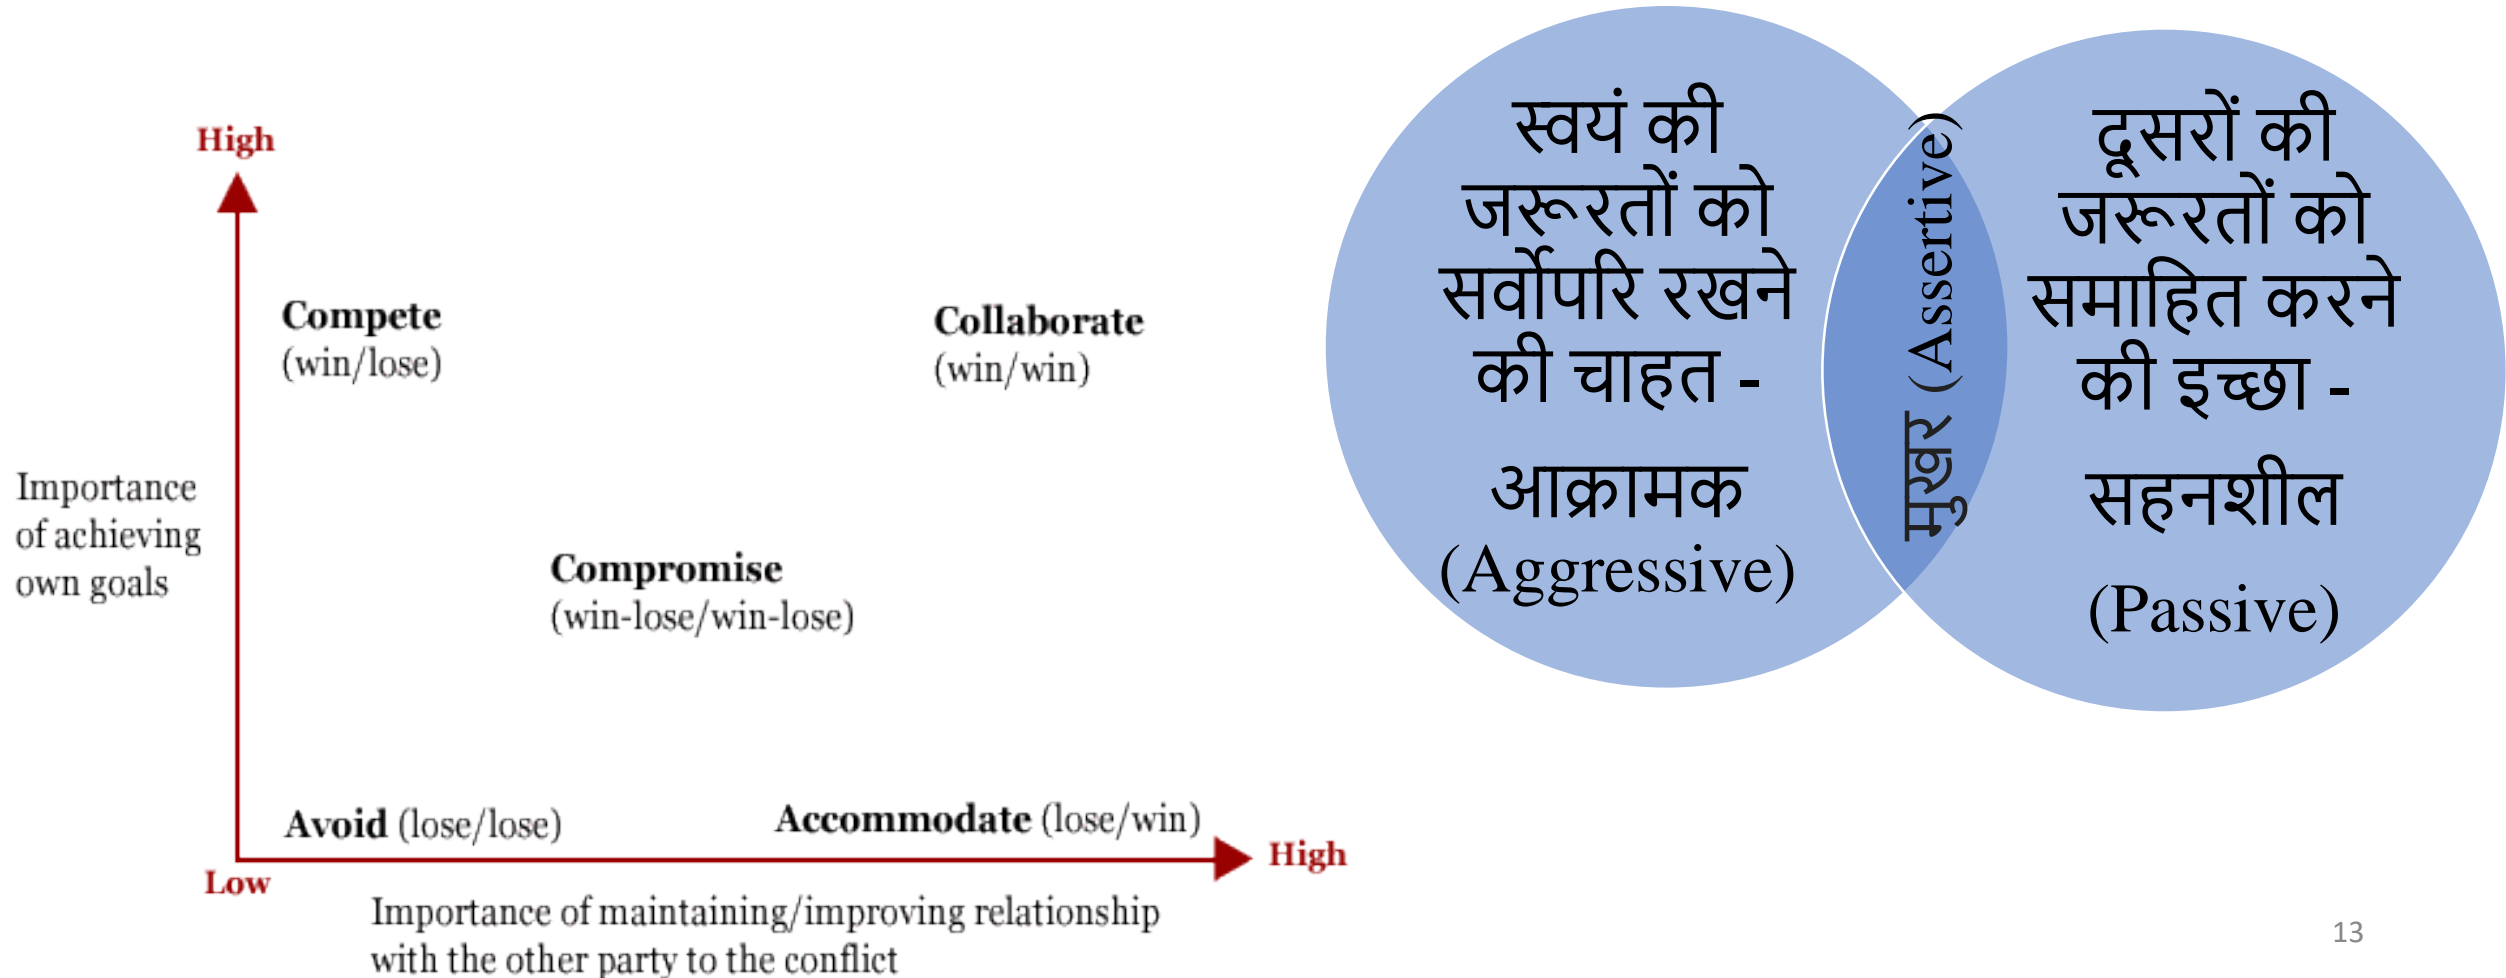 High
Compete
(win/lose)
Collaborate
(win/win)
Importance
of achieving
own goals
Compromise
(win-lose/win-lose)
Avoid (lose/lose)
Accommodate (lose/win)
High
Low
Importance of maintaining/improving relationship
with the other party to the conflict
स्वयं की
जरूरतों को
सर्वोपरि रखने
की चाहत -
आक्रामक
(Aggressive)
मुखर (Assertive)
दूसरों की
जरूरतों को
समाहित करने
की इच्छा -
सहनशील
(Passive)
13